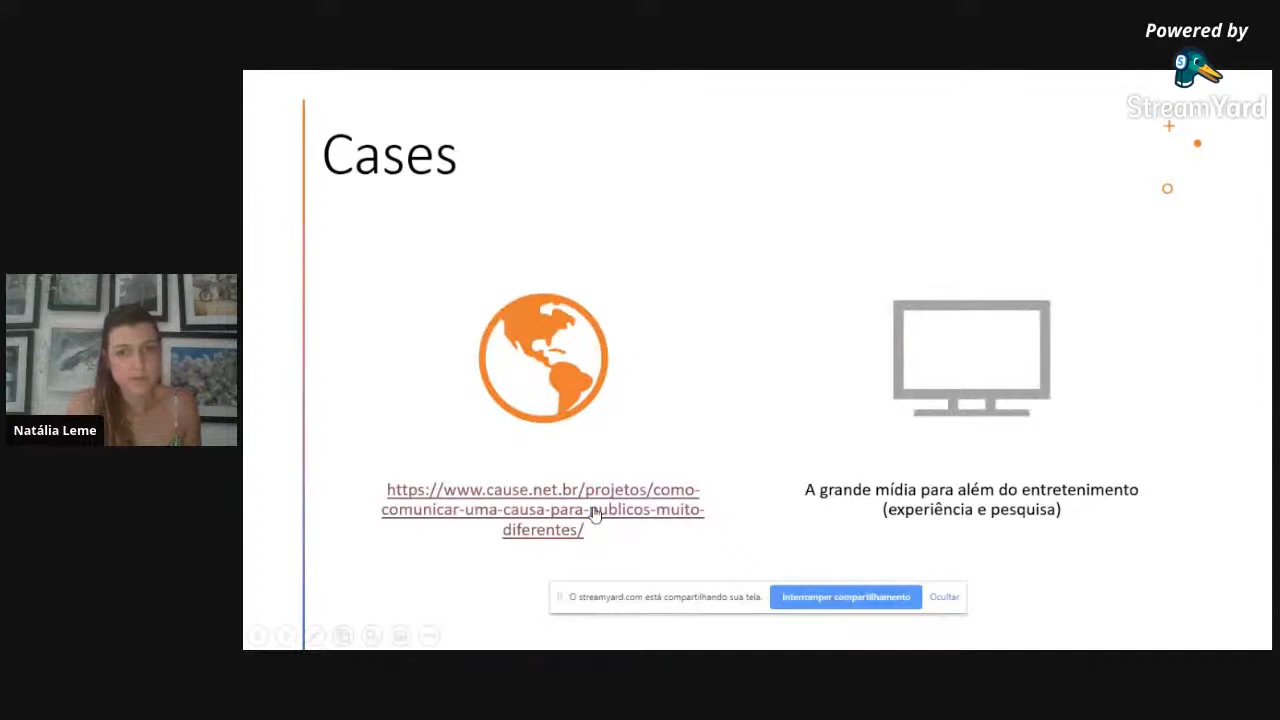 Powered by
StreamYard
Cases
https://www.cause.net.br/projetos/como-
comunicar-uma-causa-para-publicos-muito-
diferentes/
A grande mídia para além do entretenimento
(experiência e pesquisa)
Natália Leme
O streamyard.com está compartilhando sua tela.
Interromper compartilhamento
Ocultar